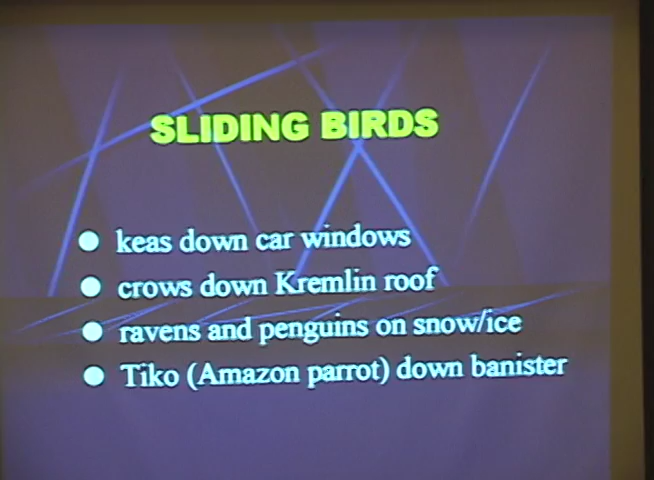 SLIDING BIRDS
keas down car windows
crows down Kremlin roof
ravens and penguins on snow/ice
Tiko (Amazon parrot) down banister